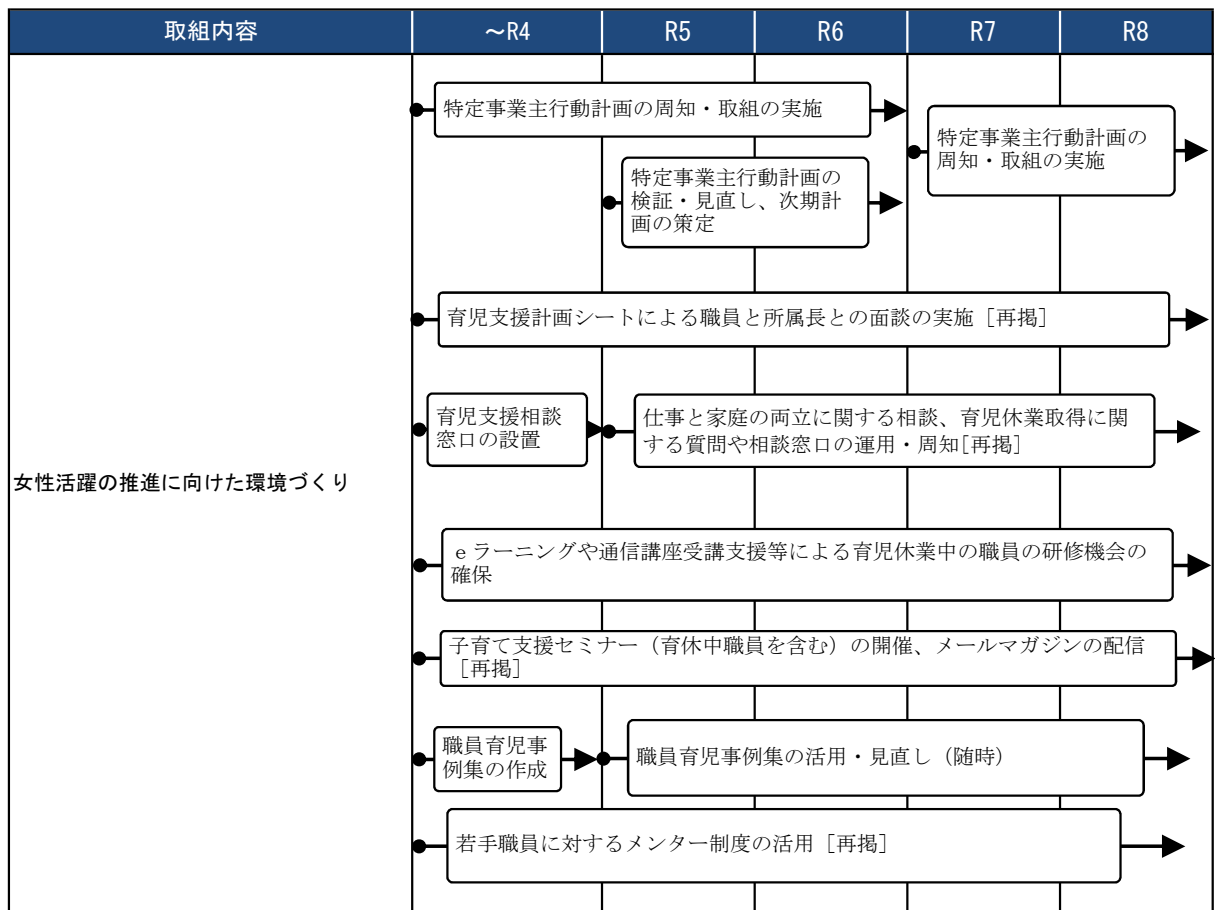 取組内容
～R4
R5
R6
R7
R8
女性活躍の推進に向けた環境づくり
特定事業主行動計画の周知・取組の実施
特定事業主行動計画の
周知・取組の実施
特定事業主行動計画の
検証・見直し、次期計
画の策定
育児支援計画シートによる職員と所属長との面談の実施［再掲］
育児支援相談
窓口の設置
仕事と家庭の両立に関する相談、育児休業取得に関
する質問や相談窓口の運用・周知[再掲］
ｅラーニングや通信講座受講支援等による育児休業中の職員の研修機会の
確保
子育て支援セミナー（育休中職員を含む）の開催、メールマガジンの配信
［再掲］
職員育児事
例集の作成
職員育児事例集の活用・見直し（随時）
若手職員に対するメンター制度の活用［再掲］